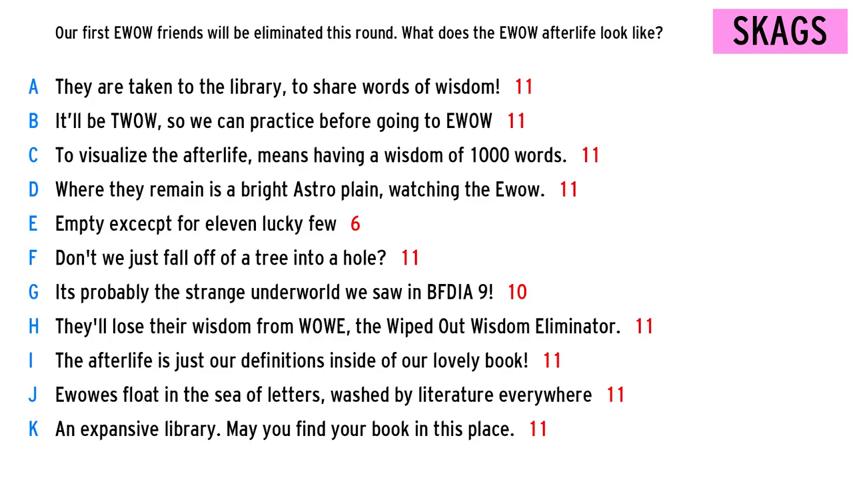 Our first EWOW friends will be eliminated this round. What does the EWOW afterlife look like?
SKAGS
A They are taken to the library, to share words of wisdom! 11
B It'll be TWOW, so we can practice before going to EWOW 11
C To visualize the afterlife, means having a wisdom of 1000 words. 11
D Where they remain is a bright Astro plain, watching the Ewow. 11
E Empty excecpt for eleven lucky few 6
F Don't we just fall off of a tree into a hole? 11
G Its probably the strange underworld we saw in BFDIA 9! 10
H They'll lose their wisdom from WOWE, the Wiped Out Wisdom Eliminator. 11
I The afterlife is just our definitions inside of our lovely book! 11
J Ewowes float in the sea of letters, washed by literature everywhere 11
K An expansive library. May you find your book in this place. 11